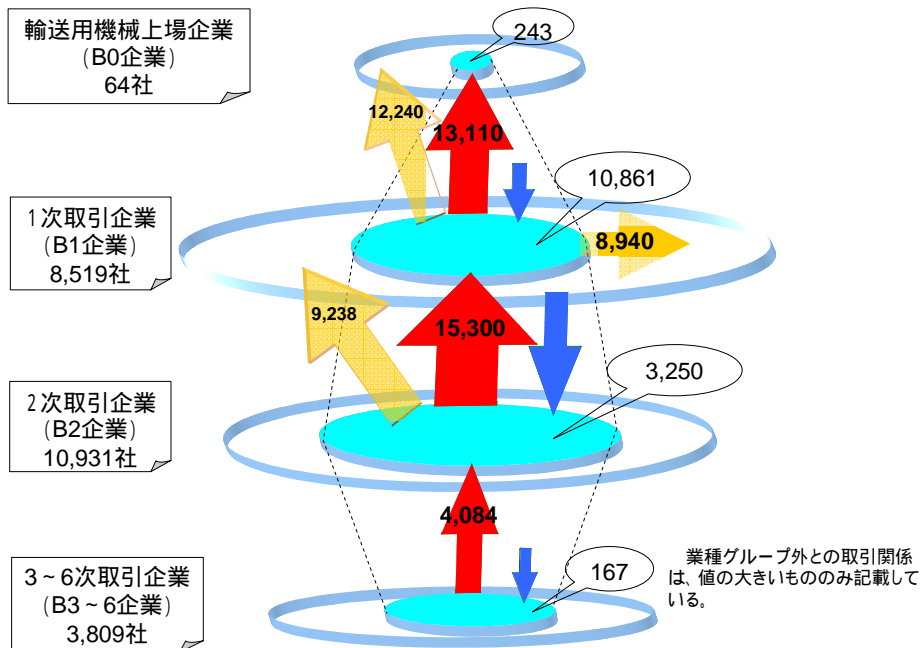 輸送用機械上場企業
(B0企業)
64社
243
12,240
13,110
10,861
1次取引企業
(B1企業)
8,519社
8,940
9,238
15,300
3,250
2次取引企業
(B2企業)
10,931社
4,084
3~6次取引企業
(B3~6企業)
3,809社
167
業種グループ外との取引関係
は、値の大きいもののみ記載して
いる。